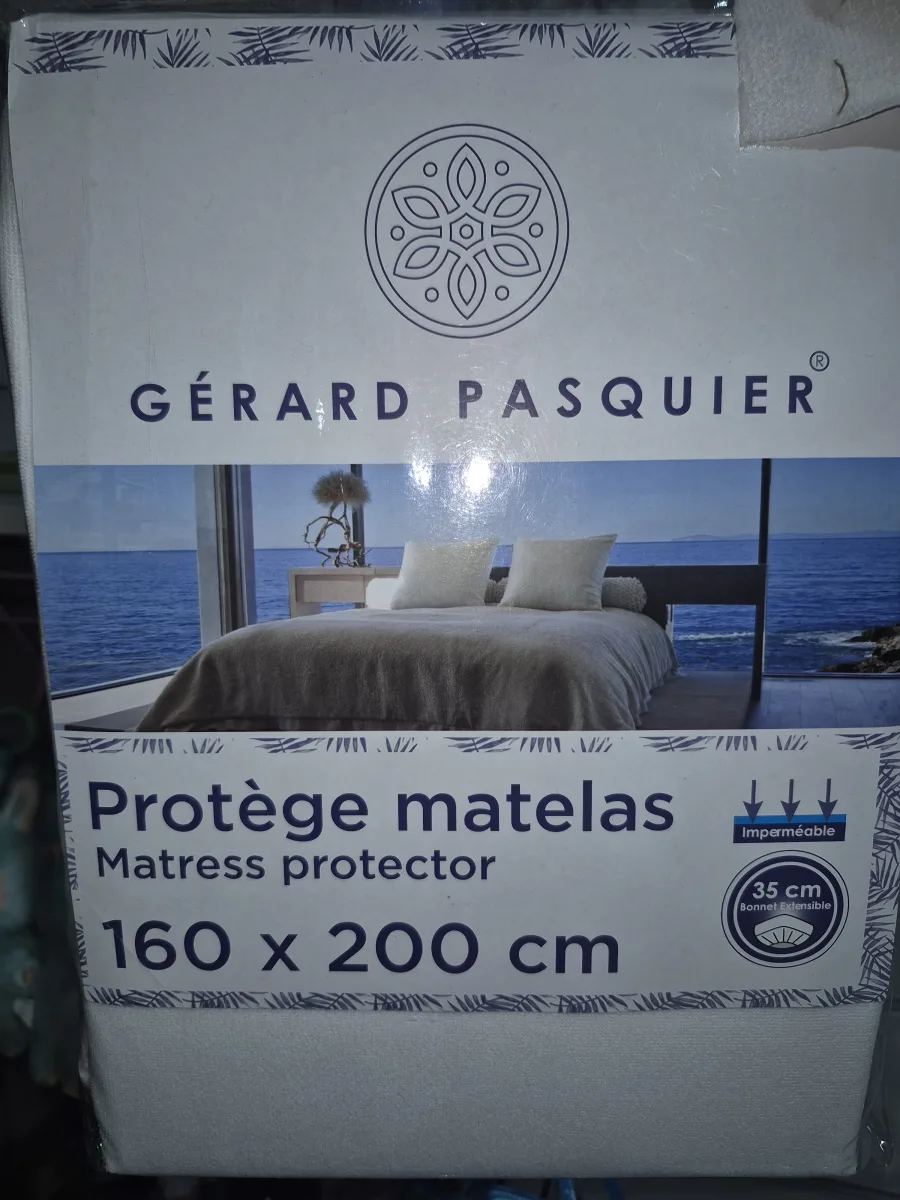 GÉRARD PASQUIER®
Protège matelas
Matress protector
160 x 200 cm
Imperméable
35 cm
Bonnet Extensible